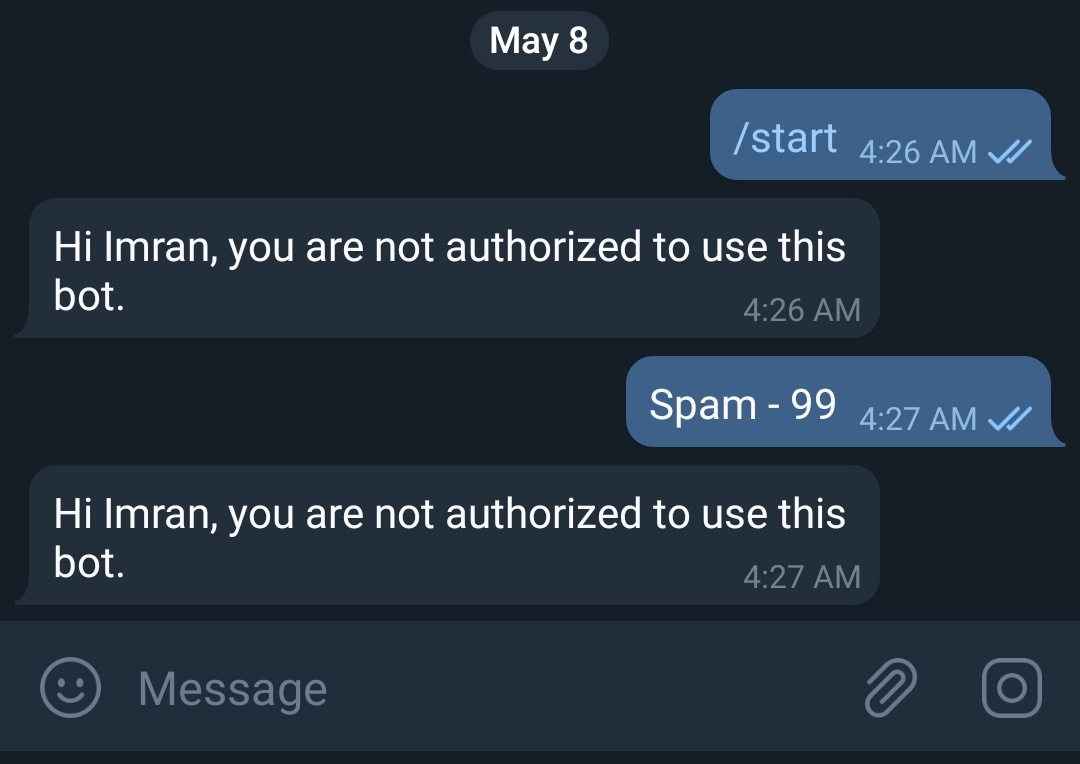 May 8
/start 4:26 AM
Hi Imran, you are not authorized to use this
bot.
4:26 AM
Spam - 99 4:27 AM
Hi Imran, you are not authorized to use this
bot.
4:27 AM
Message